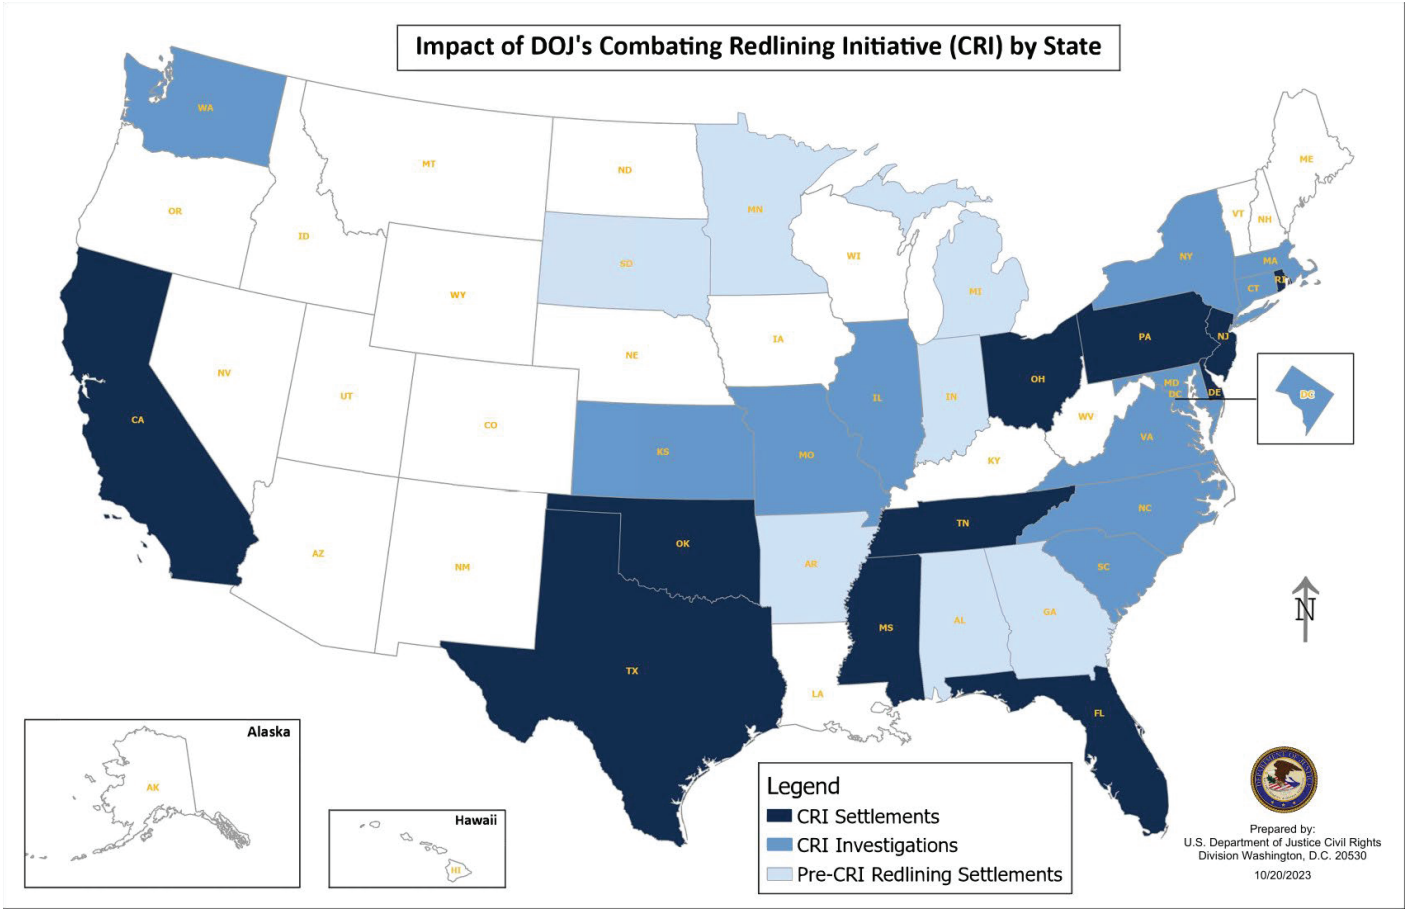 Impact of DOJ's Combating Redlining Initiative (CRI) by State
WA
MT
ND
MN
ME
OR
ID
SD
WI
VT
NH
NY
MA
WY
MI
CT
RI
IA
NE
PA
NJ
NV
UT
OH
IN
IL
MD
DC
DE
DC
CA
CO
WV
VA
KS
MO
KY
NC
AZ
NM
OK
TN
AR
SC
MS
AL
GA
N
TX
LA
FL
Alaska
AK
Hawaii
HI
Legend
CRI Settlements
CRI Investigations
Pre-CRI Redlining Settlements
Prepared by:
U.S. Department of Justice Civil Rights
Division Washington, D.C. 20530
10/20/2023